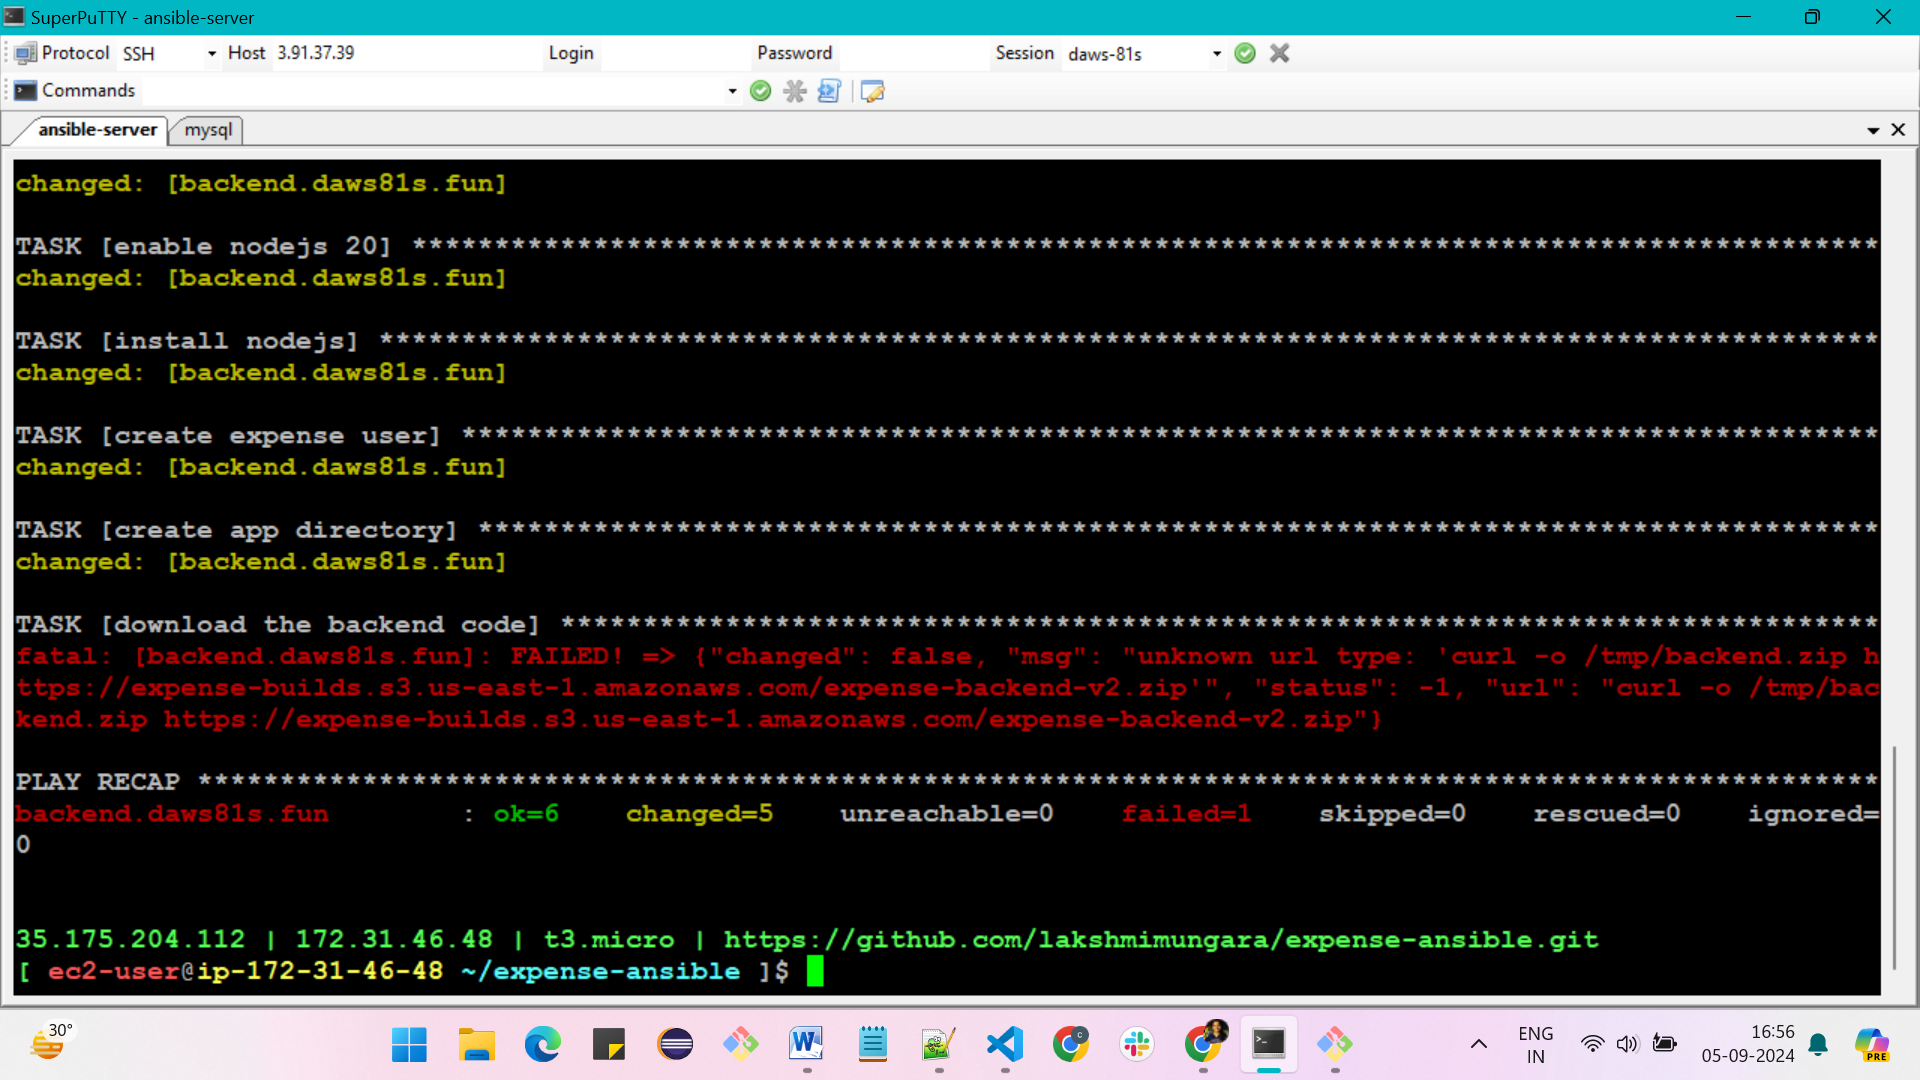 SuperPuTTY - ansible-server
Protocol SSH Host 3.91.37.39 Login Password Session daws-81s
Commands
ansible-server mysql
changed: [backend.daws81s.fun]
TASK [enable nodejs 20] *****************************************************************************************
changed: [backend.daws81s.fun]
TASK [install nodejs] *******************************************************************************************
changed: [backend.daws81s.fun]
TASK [create expense user] **************************************************************************************
changed: [backend.daws81s.fun]
TASK [create app directory] *************************************************************************************
changed: [backend.daws81s.fun]
TASK [download the backend code] ********************************************************************************
fatal: [backend.daws81s.fun]: FAILED! => {"changed": false, "msg": "unknown url type: 'curl -o /tmp/backend.zip h
ttps://expense-builds.s3.us-east-1.amazonaws.com/expense-backend-v2.zip'", "status": -1, "url": "curl -o /tmp/bac
kend.zip https://expense-builds.s3.us-east-1.amazonaws.com/expense-backend-v2.zip"}
PLAY RECAP ******************************************************************************************************
backend.daws81s.fun : ok=6 changed=5 unreachable=0 failed=1 skipped=0 rescued=0 ignored=
0
35.175.204.112 | 172.31.46.48 | t3.micro | https://github.com/lakshmimungara/expense-ansible.git
[ ec2-user@ip-172-31-46-48 ~/expense-ansible ]$
30°
ENG
IN
16:56
05-09-2024
PRE